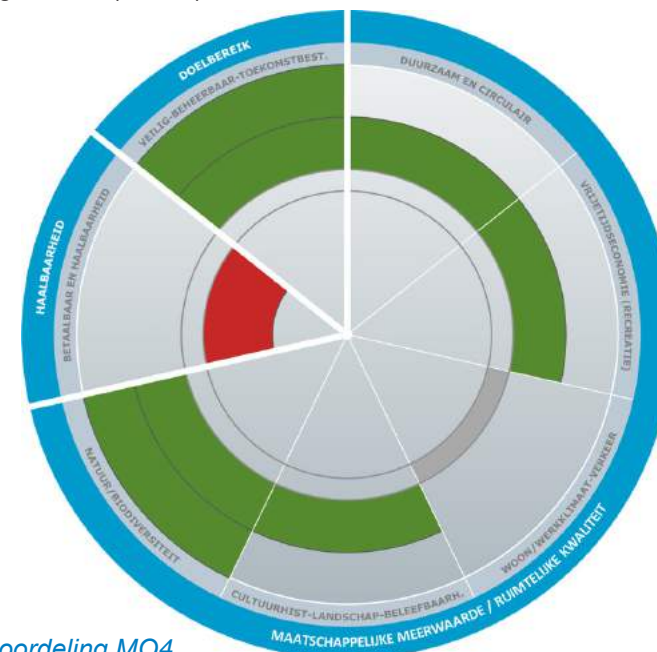 DOELBEREIK
VEILIG-BEHEERBAAR-TOEKONSTBEST.
DUURZAAM EN CIRCULAIR
VRIJETIJDSECONOMIE (RECREATIE)
HAALBAARHEID
BETAALBAAR EN HAALBAARHEID
WOON/WERKKLIMAAT-VERKEER
NATUUR/BIODIVERSITEIT
CULTUURHIST-LANDSCHAP-BELEEFBAARH.
MAATSCHAPPELIJKE MEERWAARDE / RUIMTELIJKE KWALITEIT
oordeling MO4